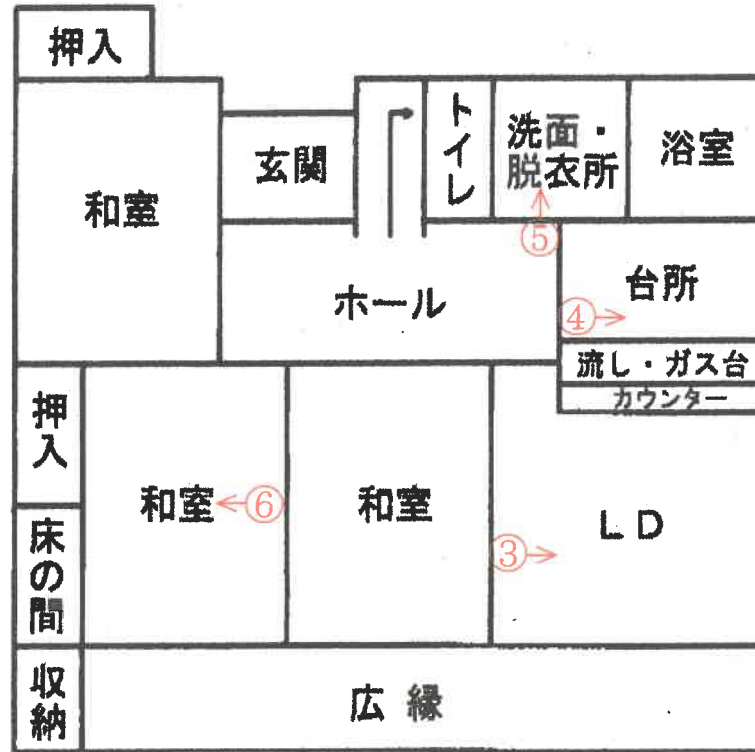 押入
和室
玄関
トイレ
洗面・
脱衣所
浴室
⑤
ホール
台所
④
流し・ガス台
カウンター
押入
和室
⑥
和室
③
LD
床の間
収納
広縁